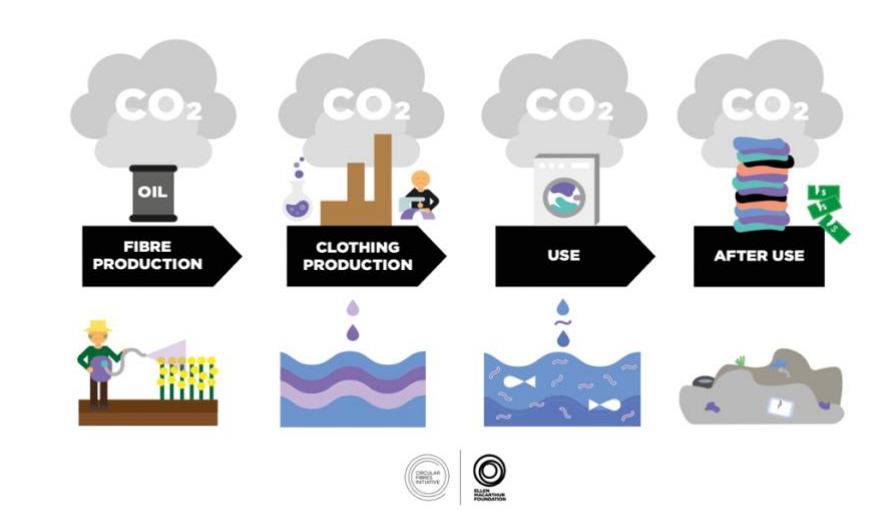 CO2
CO2
CO2
CO2
OIL
$
$
$
FIBRE
PRODUCTION
CLOTHING
PRODUCTION
USE
AFTER USE
CIRCULAR
FIBRES
INITIATIVE
ELLEN
MACARTHUR
FOUNDATION